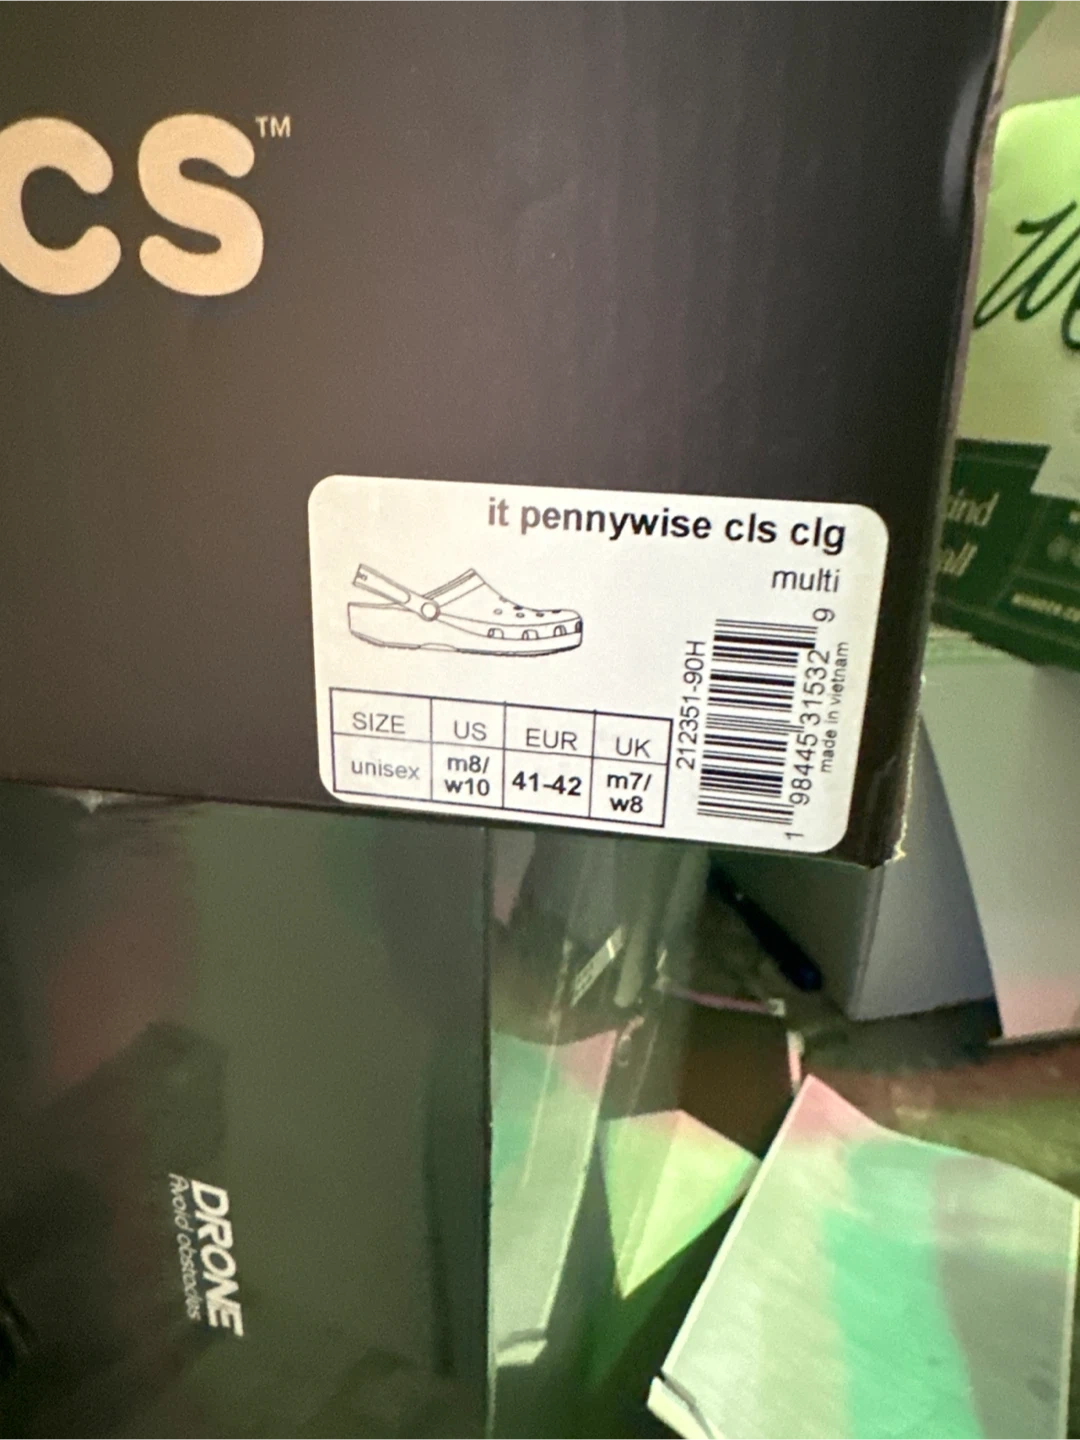 cs™
it pennywise cls clg
multi
SIZE US EUR UK
unisex m8/ w10 41-42 m7/ w8
212351-90H
1 98445 31532 9
made in vietnam
DRONE
Avoid obstacles